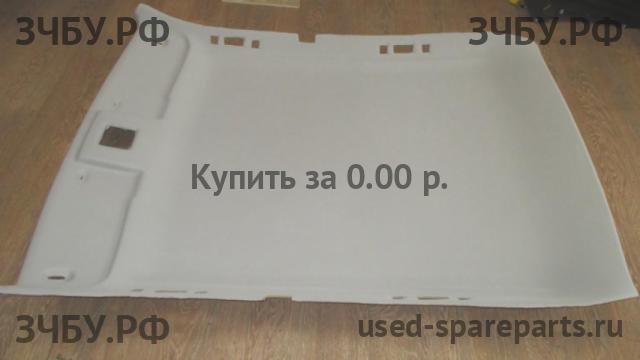 ЗЧБУ.РФ ЗЧБУ.РФ
Купить за 0.00 р.
ЗЧБУ.РФ used-spareparts.ru